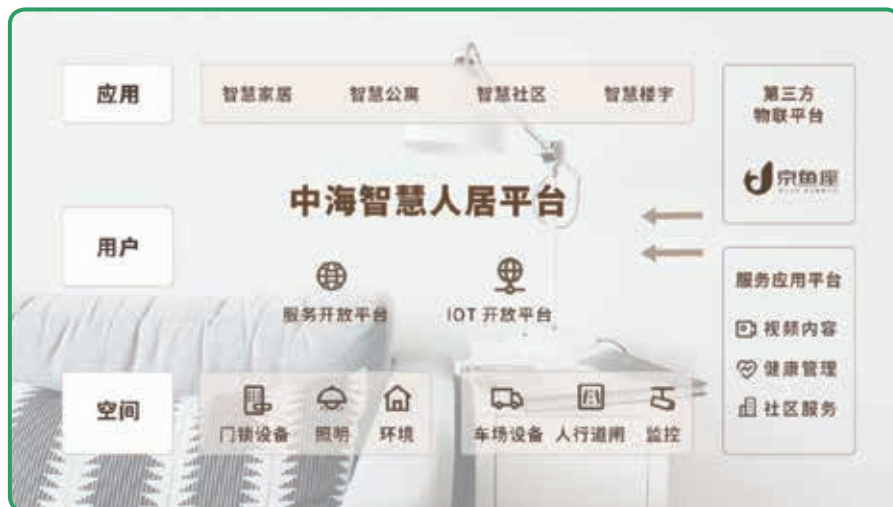 应用
智慧家居 智慧公寓 智慧社区 智慧楼宇
第三方
物联平台
京鱼座
中海智慧人居平台
用户
服务开放平台 IOT 开放平台
服务应用平台
视频内容
健康管理
社区服务
空间
门锁设备 照明 环境 车场设备 人行道闸 监控